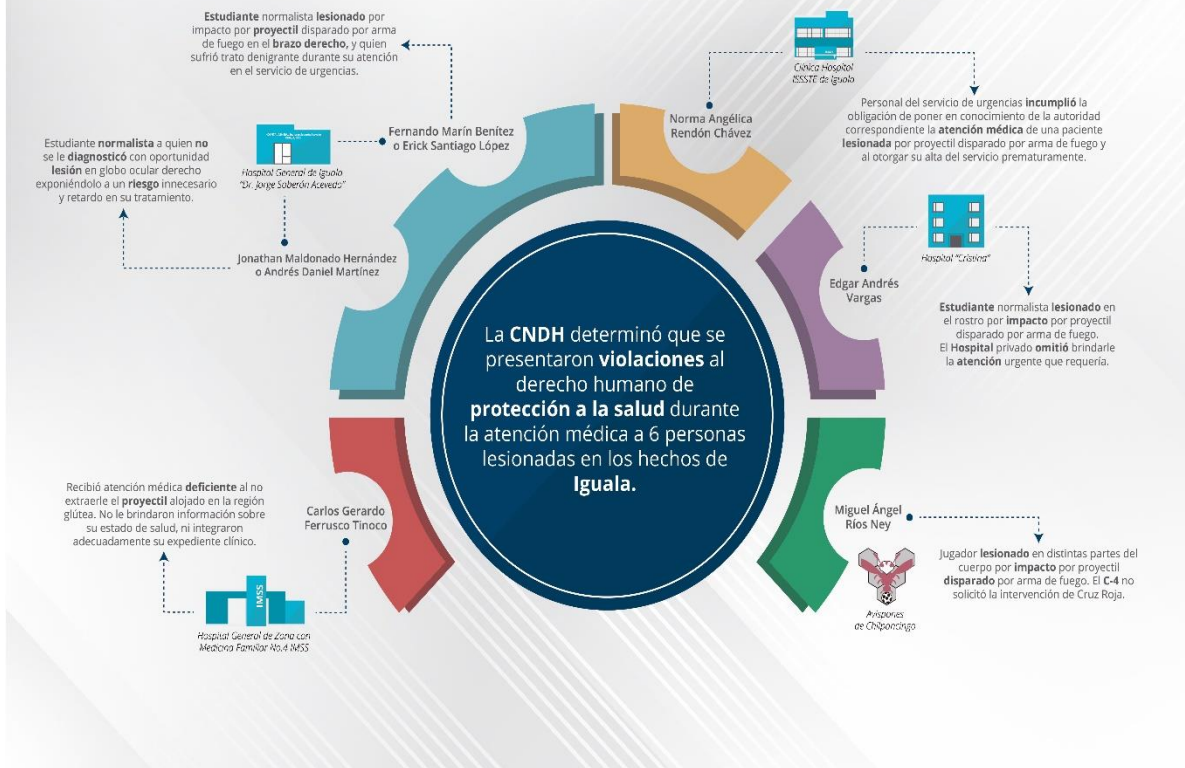 Estudiante normalista lesionado por
impacto por proyectil disparado por arma
de fuego en el brazo derecho, y quien
sufrió trato denigrante durante su atención
en el servicio de urgencias.
Fernando Marín Benítez
o Erick Santiago López
Hospital General de Iguala
"Dr. Jorge Soberón Acevedo"
Estudiante normalista a quien no
se le diagnosticó con oportunidad
lesión en globo ocular derecho
exponiéndolo a un riesgo innecesario
y retardo en su tratamiento.
Jonathan Maldonado Hernández
o Andrés Daniel Martínez
Clínica Hospital
ISSSTE de Iguala
Norma Angélica
Rendón Chávez
Personal del servicio de urgencias incumplió la
obligación de poner en conocimiento de la autoridad
correspondiente la atención médica de una paciente
lesionada por proyectil disparado por arma de fuego y
al otorgar su alta del servicio prematuramente.
Hospital "Cristina"
Edgar Andrés
Vargas
Estudiante normalista lesionado en
el rostro por impacto por proyectil
disparado por arma de fuego.
El Hospital privado omitió brindarle
la atención urgente que requería.
La CNDH determinó que se
presentaron violaciones al
derecho humano de
protección a la salud durante
la atención médica a 6 personas
lesionadas en los hechos de
Iguala.
Recibió atención médica deficiente al no
extraerle el proyectil alojado en la región
glútea. No le brindaron información sobre
su estado de salud, ni integraron
adecuadamente su expediente clínico.
Carlos Gerardo
Ferrusco Tinoco
IMSS
Hospital General de Zona con
Medicina Familiar No.4 IMSS
Miguel Ángel
Ríos Ney
Avispones
de Chilpancingo
Jugador lesionado en distintas partes del
cuerpo por impacto por proyectil
disparado por arma de fuego. El C-4 no
solicitó la intervención de Cruz Roja.